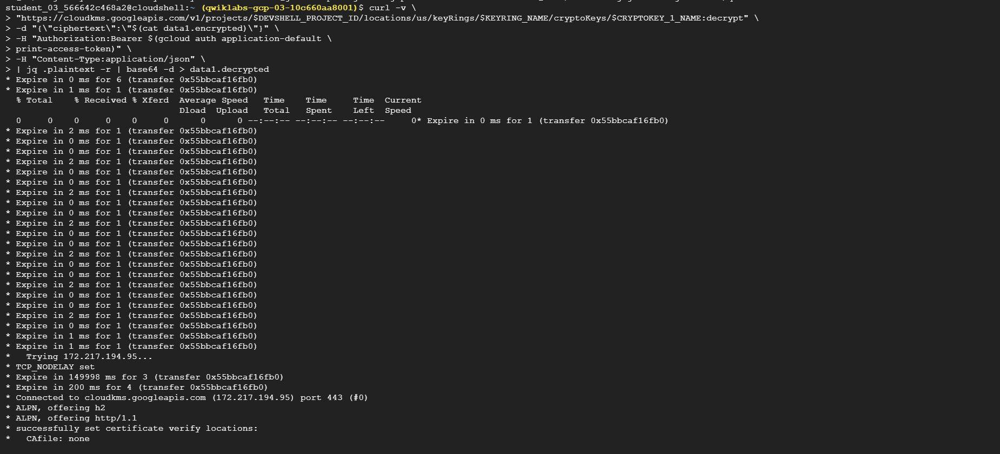 student_03_566642c468a2@cloudshell:~ (qwiklabs-gcp-03-10c660aa8001)$ curl -v \
> "https://cloudkms.googleapis.com/v1/projects/$DEVSHELL_PROJECT_ID/locations/us/keyRings/$KEYRING_NAME/cryptoKeys/$CRYPTOKEY_1_NAME:decrypt" \
> -d "{\"ciphertext\":\"$(cat data1.encrypted)\"}" \
> -H "Authorization:Bearer $(gcloud auth application-default \
> print-access-token)" \
> -H "Content-Type:application/json" \
> | jq .plaintext -r | base64 -d > data1.decrypted
* Expire in 0 ms for 6 (transfer 0x55bbcaf16fb0)
* Expire in 1 ms for 1 (transfer 0x55bbcaf16fb0)
  % Total    % Received % Xferd  Average Speed   Time    Time     Time  Current
                                 Dload  Upload   Total   Spent    Left  Speed
  0     0    0     0    0     0      0      0 --:--:-- --:--:-- --:--:--     0* Expire in 0 ms for 1 (transfer 0x55bbcaf16fb0)
* Expire in 2 ms for 1 (transfer 0x55bbcaf16fb0)
* Expire in 0 ms for 1 (transfer 0x55bbcaf16fb0)
* Expire in 0 ms for 1 (transfer 0x55bbcaf16fb0)
* Expire in 2 ms for 1 (transfer 0x55bbcaf16fb0)
* Expire in 0 ms for 1 (transfer 0x55bbcaf16fb0)
* Expire in 0 ms for 1 (transfer 0x55bbcaf16fb0)
* Expire in 2 ms for 1 (transfer 0x55bbcaf16fb0)
* Expire in 0 ms for 1 (transfer 0x55bbcaf16fb0)
* Expire in 0 ms for 1 (transfer 0x55bbcaf16fb0)
* Expire in 2 ms for 1 (transfer 0x55bbcaf16fb0)
* Expire in 0 ms for 1 (transfer 0x55bbcaf16fb0)
* Expire in 0 ms for 1 (transfer 0x55bbcaf16fb0)
* Expire in 2 ms for 1 (transfer 0x55bbcaf16fb0)
* Expire in 0 ms for 1 (transfer 0x55bbcaf16fb0)
* Expire in 0 ms for 1 (transfer 0x55bbcaf16fb0)
* Expire in 2 ms for 1 (transfer 0x55bbcaf16fb0)
* Expire in 0 ms for 1 (transfer 0x55bbcaf16fb0)
* Expire in 0 ms for 1 (transfer 0x55bbcaf16fb0)
* Expire in 2 ms for 1 (transfer 0x55bbcaf16fb0)
* Expire in 0 ms for 1 (transfer 0x55bbcaf16fb0)
* Expire in 1 ms for 1 (transfer 0x55bbcaf16fb0)
* Expire in 1 ms for 1 (transfer 0x55bbcaf16fb0)
*   Trying 172.217.194.95...
* TCP_NODELAY set
* Expire in 149998 ms for 3 (transfer 0x55bbcaf16fb0)
* Expire in 200 ms for 4 (transfer 0x55bbcaf16fb0)
* Connected to cloudkms.googleapis.com (172.217.194.95) port 443 (#0)
* ALPN, offering h2
* ALPN, offering http/1.1
* successfully set certificate verify locations:
*   CAfile: none